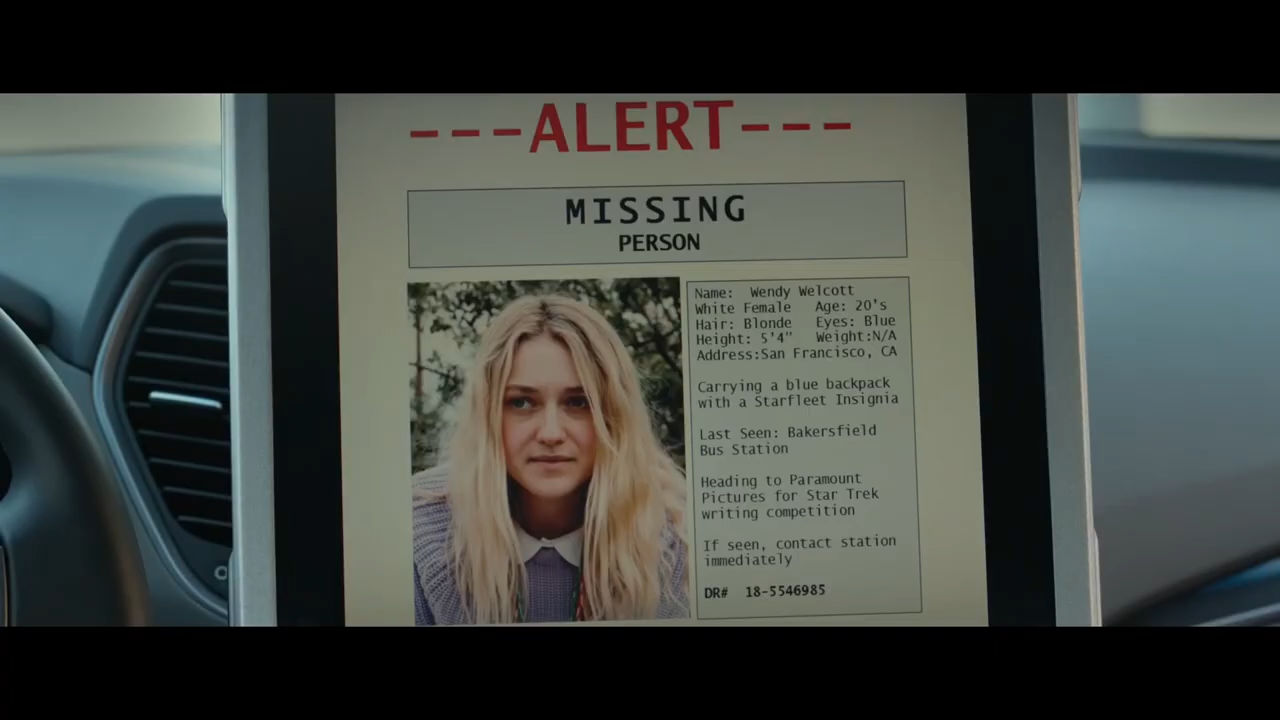 ---ALERT---
MISSING
PERSON
Name: Wendy Welcott
White Female Age: 20's
Hair: Blonde Eyes: Blue
Height: 5'4" Weight:N/A
Address:San Francisco, CA
Carrying a blue backpack
with a Starfleet Insignia
Last Seen: Bakersfield
Bus Station
Heading to Paramount
Pictures for Star Trek
writing competition
If seen, contact station
immediately
DR# 18-5546985